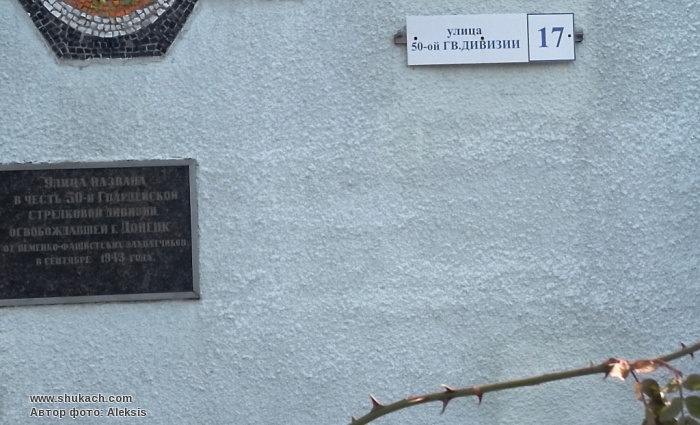 улица
50-ой ГВ.ДИВИЗИИ
17
Улица названа
в честь 50-й Гвардейской
стрелковой дивизии,
освобождавшей г. Донецк
от немецко-фашистских захватчиков
в сентябре 1943 года.
www.shukach.com
Автор фото: Aleksis